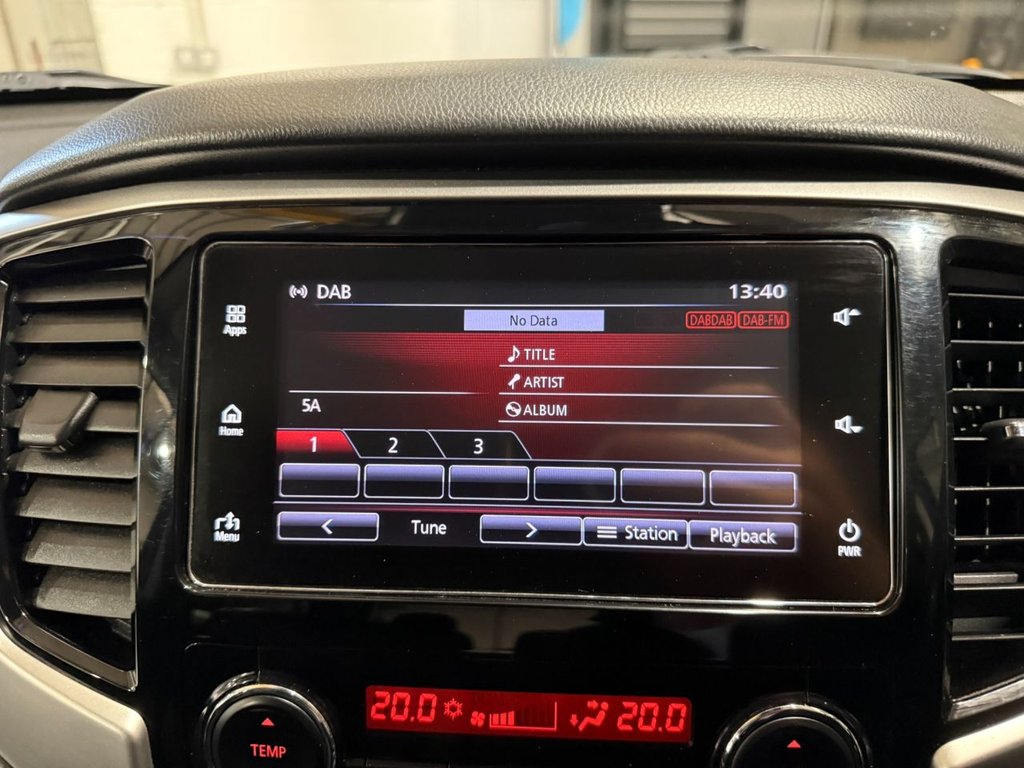 DAB 13:40
Apps
No Data DABDAB DAB-FM
TITLE
ARTIST
5A
ALBUM
Home
1 2 3
Menu
< Tune > Station Playback
PWR
20.0 20.0
TEMP